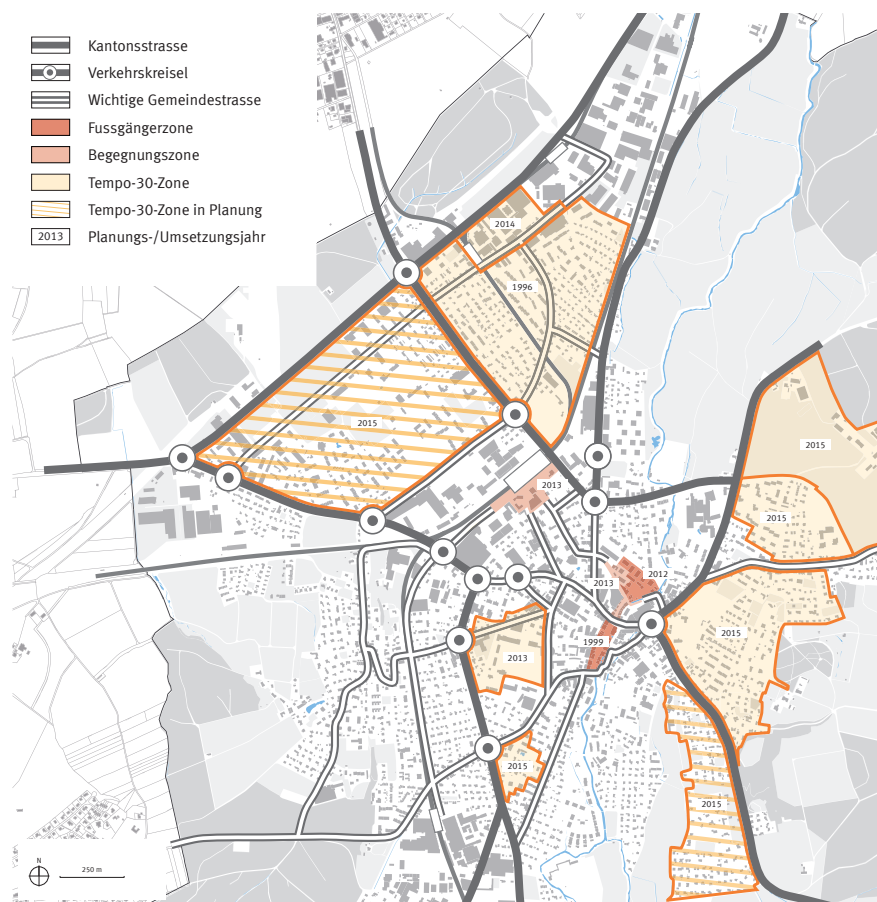 Kantonsstrasse
Verkehrskreisel
Wichtige Gemeindestrasse
Fussgängerzone
Begegnungszone
Tempo-30-Zone
Tempo-30-Zone in Planung
2013 Planungs-/Umsetzungsjahr
2014
1996
2015
2015
2013
2015
2013
2012
2015
1999
2013
2015
2015
N
250 m